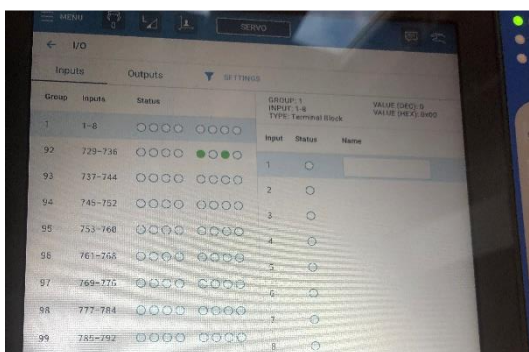 MENU
0
SERVO
I/O
Inputs Outputs SETTINGS
Group Inputs Status
1 1-8
92 729-736
93 737-744
94 745-752
95 753-760
96 761-768
97 769-776
98 777-784
99 785-792
GROUP: 1
INPUT: 1-8
TYPE: Terminal Block
VALUE (DEC): 0
VALUE (HEX): 0x00
Input Status Name
1
2
3
4
5
6
7
8